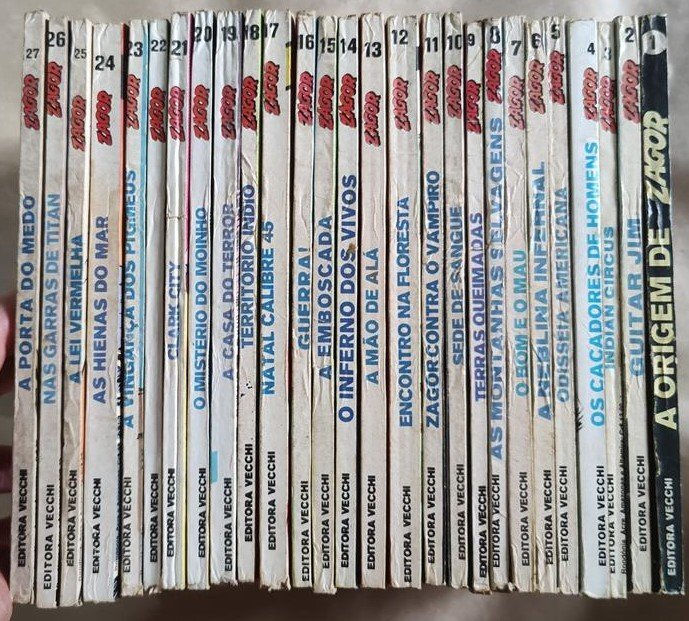 27 ZAGOR A PORTA DO MEDO EDITORA VECCHI
26 ZAGOR NAS GARRAS DE TITAN EDITORA VECCHI
25 ZAGOR A LEI VERMELHA EDITORA VECCHI
24 ZAGOR AS HIENAS DO MAR EDITORA VECCHI
23 ZAGOR A VINGANÇA DOS PIGMEUS EDITORA VECCHI
22 ZAGOR EDITORA VECCHI
21 ZAGOR CLARK CITY EDITORA VECCHI
20 ZAGOR O MISTÉRIO DO MOINHO EDITORA VECCHI
19 ZAGOR A CASA DO TERROR EDITORA VECCHI
18 ZAGOR TERRITÓRIO ÍNDIO EDITORA VECCHI
17 ZAGOR NATAL CALIBRE 45 EDITORA VECCHI
16 ZAGOR GUERRA! EDITORA VECCHI
15 ZAGOR A EMBOSCADA EDITORA VECCHI
14 ZAGOR O INFERNO DOS VIVOS EDITORA VECCHI
13 ZAGOR A MÃO DE ALÁ EDITORA VECCHI
12 ZAGOR ENCONTRO NA FLORESTA EDITORA VECCHI
11 ZAGOR ZAGOR CONTRA O VAMPIRO EDITORA VECCHI
10 ZAGOR SEDE DE SANGUE EDITORA VECCHI
9 ZAGOR TERRAS QUEIMADAS EDITORA VECCHI
8 ZAGOR AS MONTANHAS SELVAGENS EDITORA VECCHI
7 ZAGOR O BOM E O MAU EDITORA VECCHI
6 ZAGOR A NEBLINA INFERNAL EDITORA VECCHI
5 ZAGOR ODISSÉIA AMERICANA EDITORA VECCHI
4 ZAGOR OS CAÇADORES DE HOMENS EDITORA VECCHI
3 ZAGOR INDIAN CIRCUS EDITORA VECCHI
2 ZAGOR GUITAR JIM EDITORA VECCHI
1 A ORIGEM DE ZAGOR EDITORA VECCHI